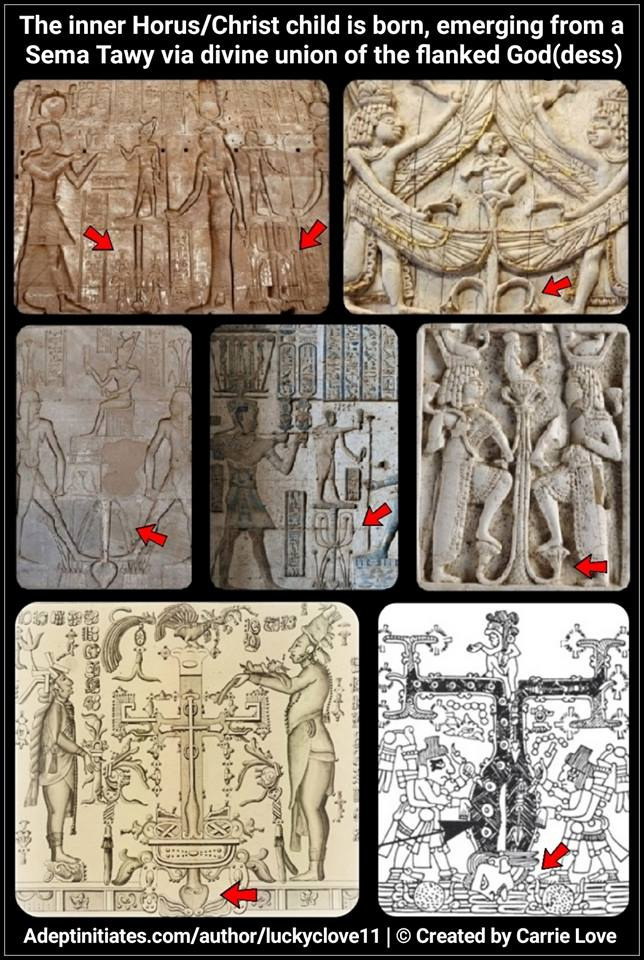 The inner Horus/Christ child is born, emerging from a
Sema Tawy via divine union of the flanked God(dess)
Adeptinitiates.com/author/luckyclove11 | © Created by Carrie Love